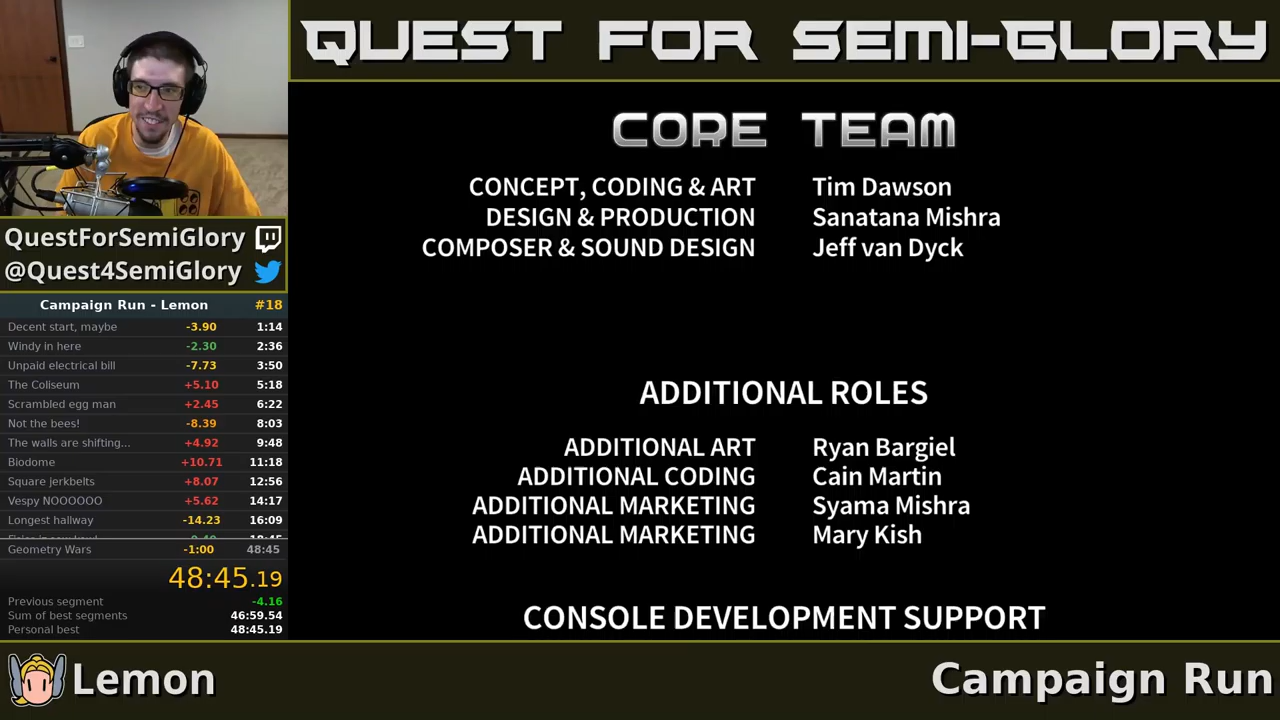 QUEST FOR SEMI-GLORY
QuestForSemiGlory
@Quest4SemiGlory
Campaign Run - Lemon #18
Decent start, maybe -3.90 1:14
Windy in here -2.30 2:36
Unpaid electrical bill -7.73 3:50
The Coliseum +5.10 5:18
Scrambled egg man +2.45 6:22
Not the bees! -8.39 8:03
The walls are shifting... +4.92 9:48
Biodome +10.71 11:18
Square jerkbelts +8.07 12:56
Vespy NOOOOOO +5.62 14:17
Longest hallway -14.23 16:09
Geometry Wars -1:00 48:45
48:45.19
Previous segment -4.16
Sum of best segments 46:59.54
Personal best 48:45.19
CORE TEAM
CONCEPT, CODING & ART Tim Dawson
DESIGN & PRODUCTION Sanatana Mishra
COMPOSER & SOUND DESIGN Jeff van Dyck
ADDITIONAL ROLES
ADDITIONAL ART Ryan Bargiel
ADDITIONAL CODING Cain Martin
ADDITIONAL MARKETING Syama Mishra
ADDITIONAL MARKETING Mary Kish
CONSOLE DEVELOPMENT SUPPORT
Lemon
Campaign Run